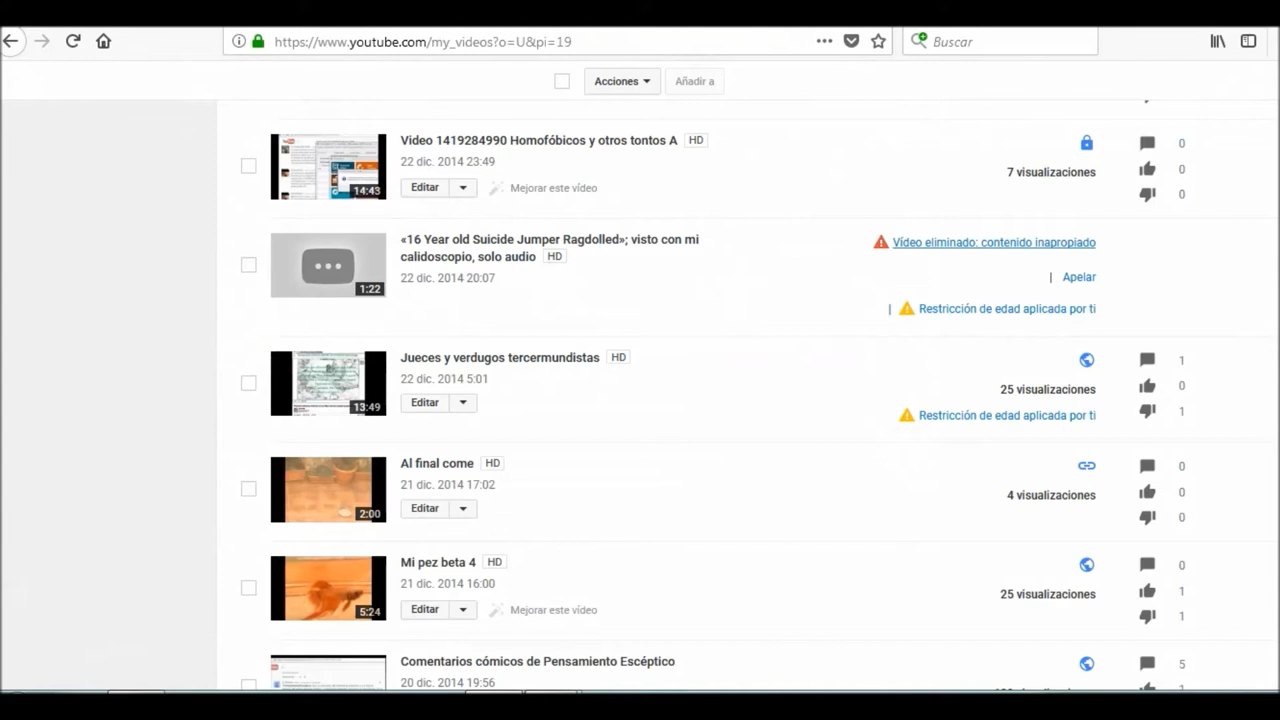 https://www.youtube.com/my_videos?o=U&pi=19
Buscar
Acciones
Añadir a
Video 1419284990 Homofóbicos y otros tontos A HD
22 dic. 2014 23:49
14:43
Editar
Mejorar este vídeo
7 visualizaciones
0
0
0
«16 Year old Suicide Jumper Ragdolled»; visto con mi
calidoscopio, solo audio HD
22 dic. 2014 20:07
1:22
Vídeo eliminado: contenido inapropiado
| Apelar
| Restricción de edad aplicada por ti
Jueces y verdugos tercermundistas HD
22 dic. 2014 5:01
13:49
Editar
25 visualizaciones
Restricción de edad aplicada por ti
1
0
1
Al final come HD
21 dic. 2014 17:02
2:00
Editar
4 visualizaciones
0
0
0
Mi pez beta 4 HD
21 dic. 2014 16:00
5:24
Editar
Mejorar este vídeo
25 visualizaciones
0
1
1
Comentarios cómicos de Pensamiento Escéptico
20 dic. 2014 19:56
5